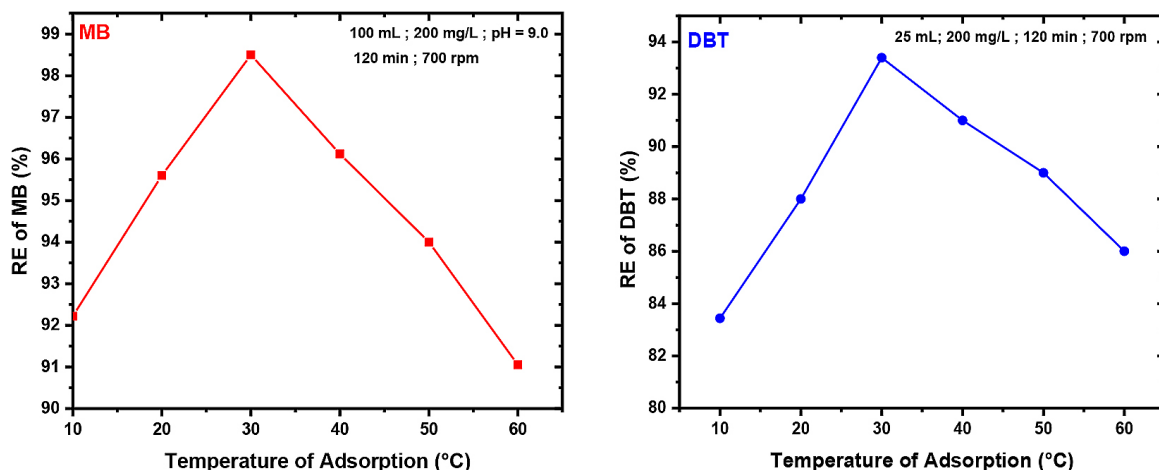 MB
100 mL ; 200 mg/L ; pH = 9.0
120 min ; 700 rpm
RE of MB (%)
99
98
97
96
95
94
93
92
91
90
10 20 30 40 50 60
Temperature of Adsorption (°C)
DBT
25 mL; 200 mg/L ; 120 min ; 700 rpm
RE of DBT (%)
94
92
90
88
86
84
82
80
10 20 30 40 50 60
Temperature of Adsorption (°C)